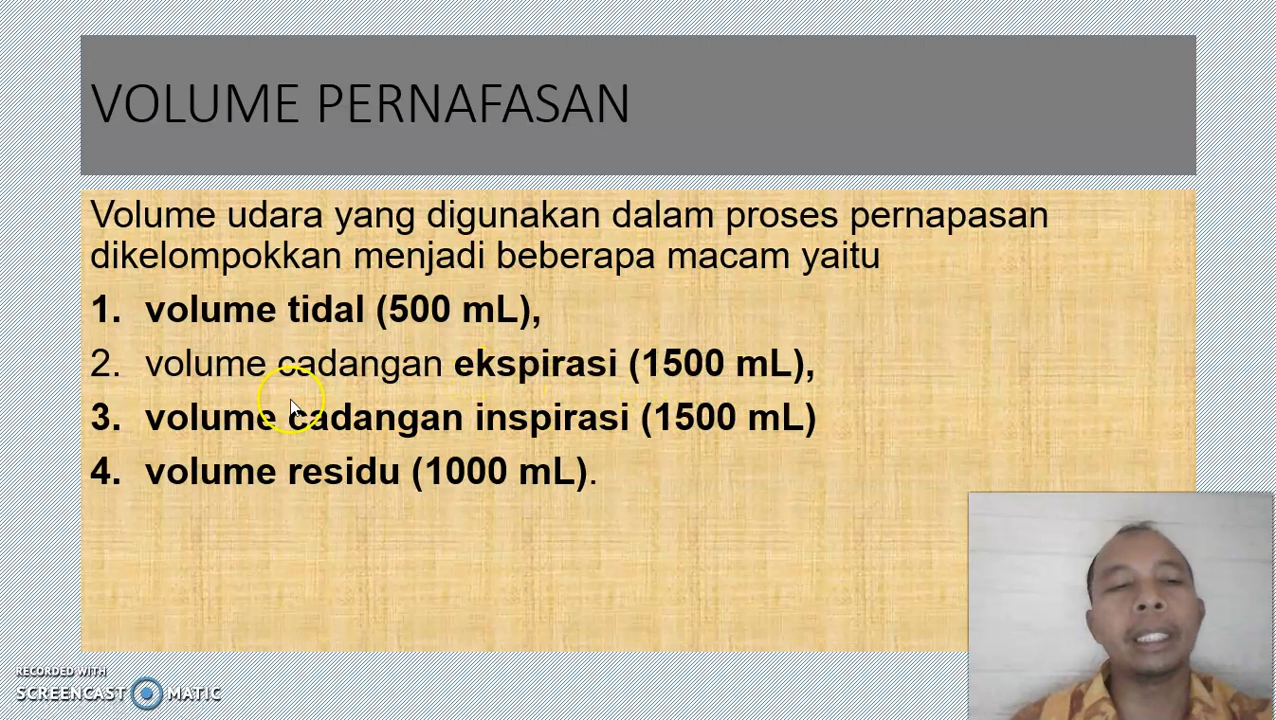 VOLUME PERNAFASAN
Volume udara yang digunakan dalam proses pernapasan
dikelompokkan menjadi beberapa macam yaitu
1. volume tidal (500 mL),
2. volume cadangan ekspirasi (1500 mL),
3. volume cadangan inspirasi (1500 mL)
4. volume residu (1000 mL).
RECORDED WITH
SCREENCAST MATIC